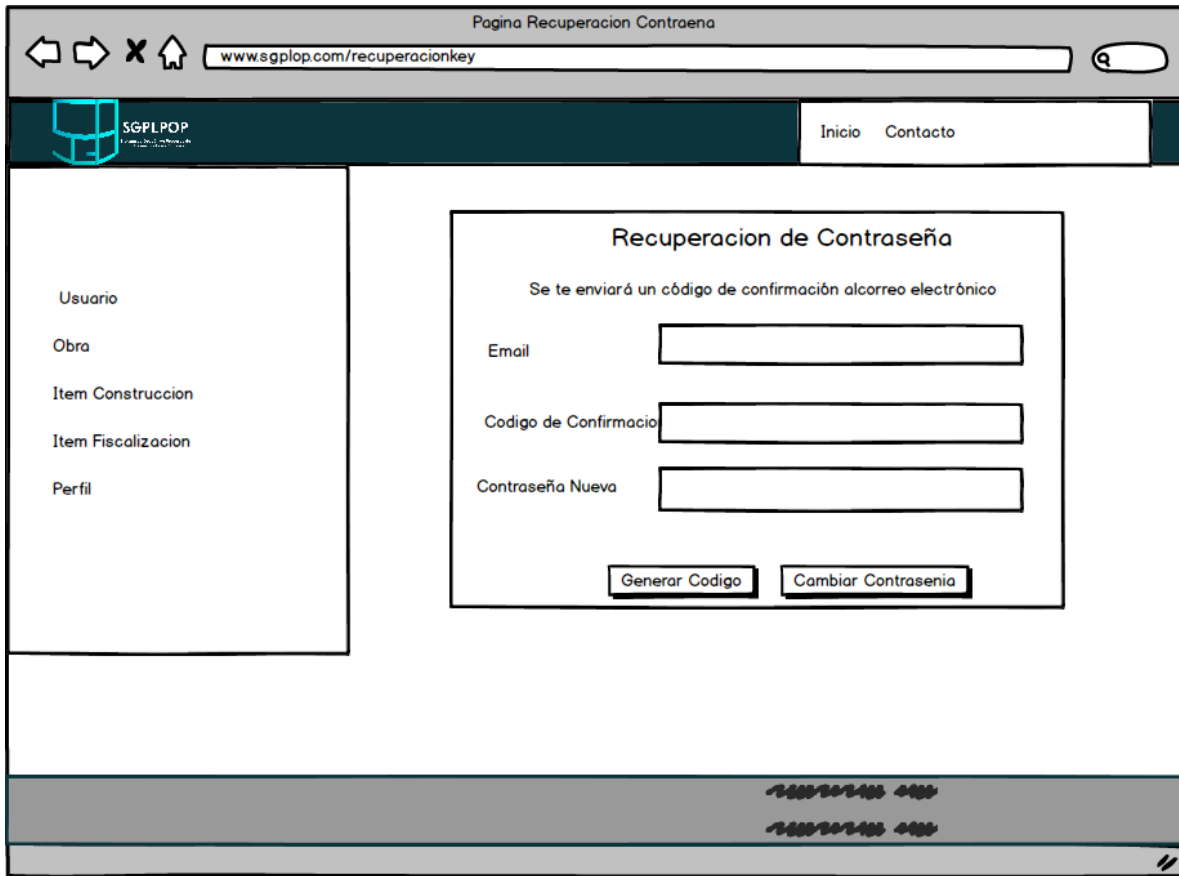 Pagina Recuperacion Contraena
www.sgplop.com/recuperacionkey
SGPLPOP
Inicio Contacto
Usuario
Obra
Item Construccion
Item Fiscalizacion
Perfil
Recuperacion de Contraseña
Se te enviará un código de confirmación alcorreo electrónico
Email
Codigo de Confirmacio
Contraseña Nueva
Generar Codigo
Cambiar Contrasenia